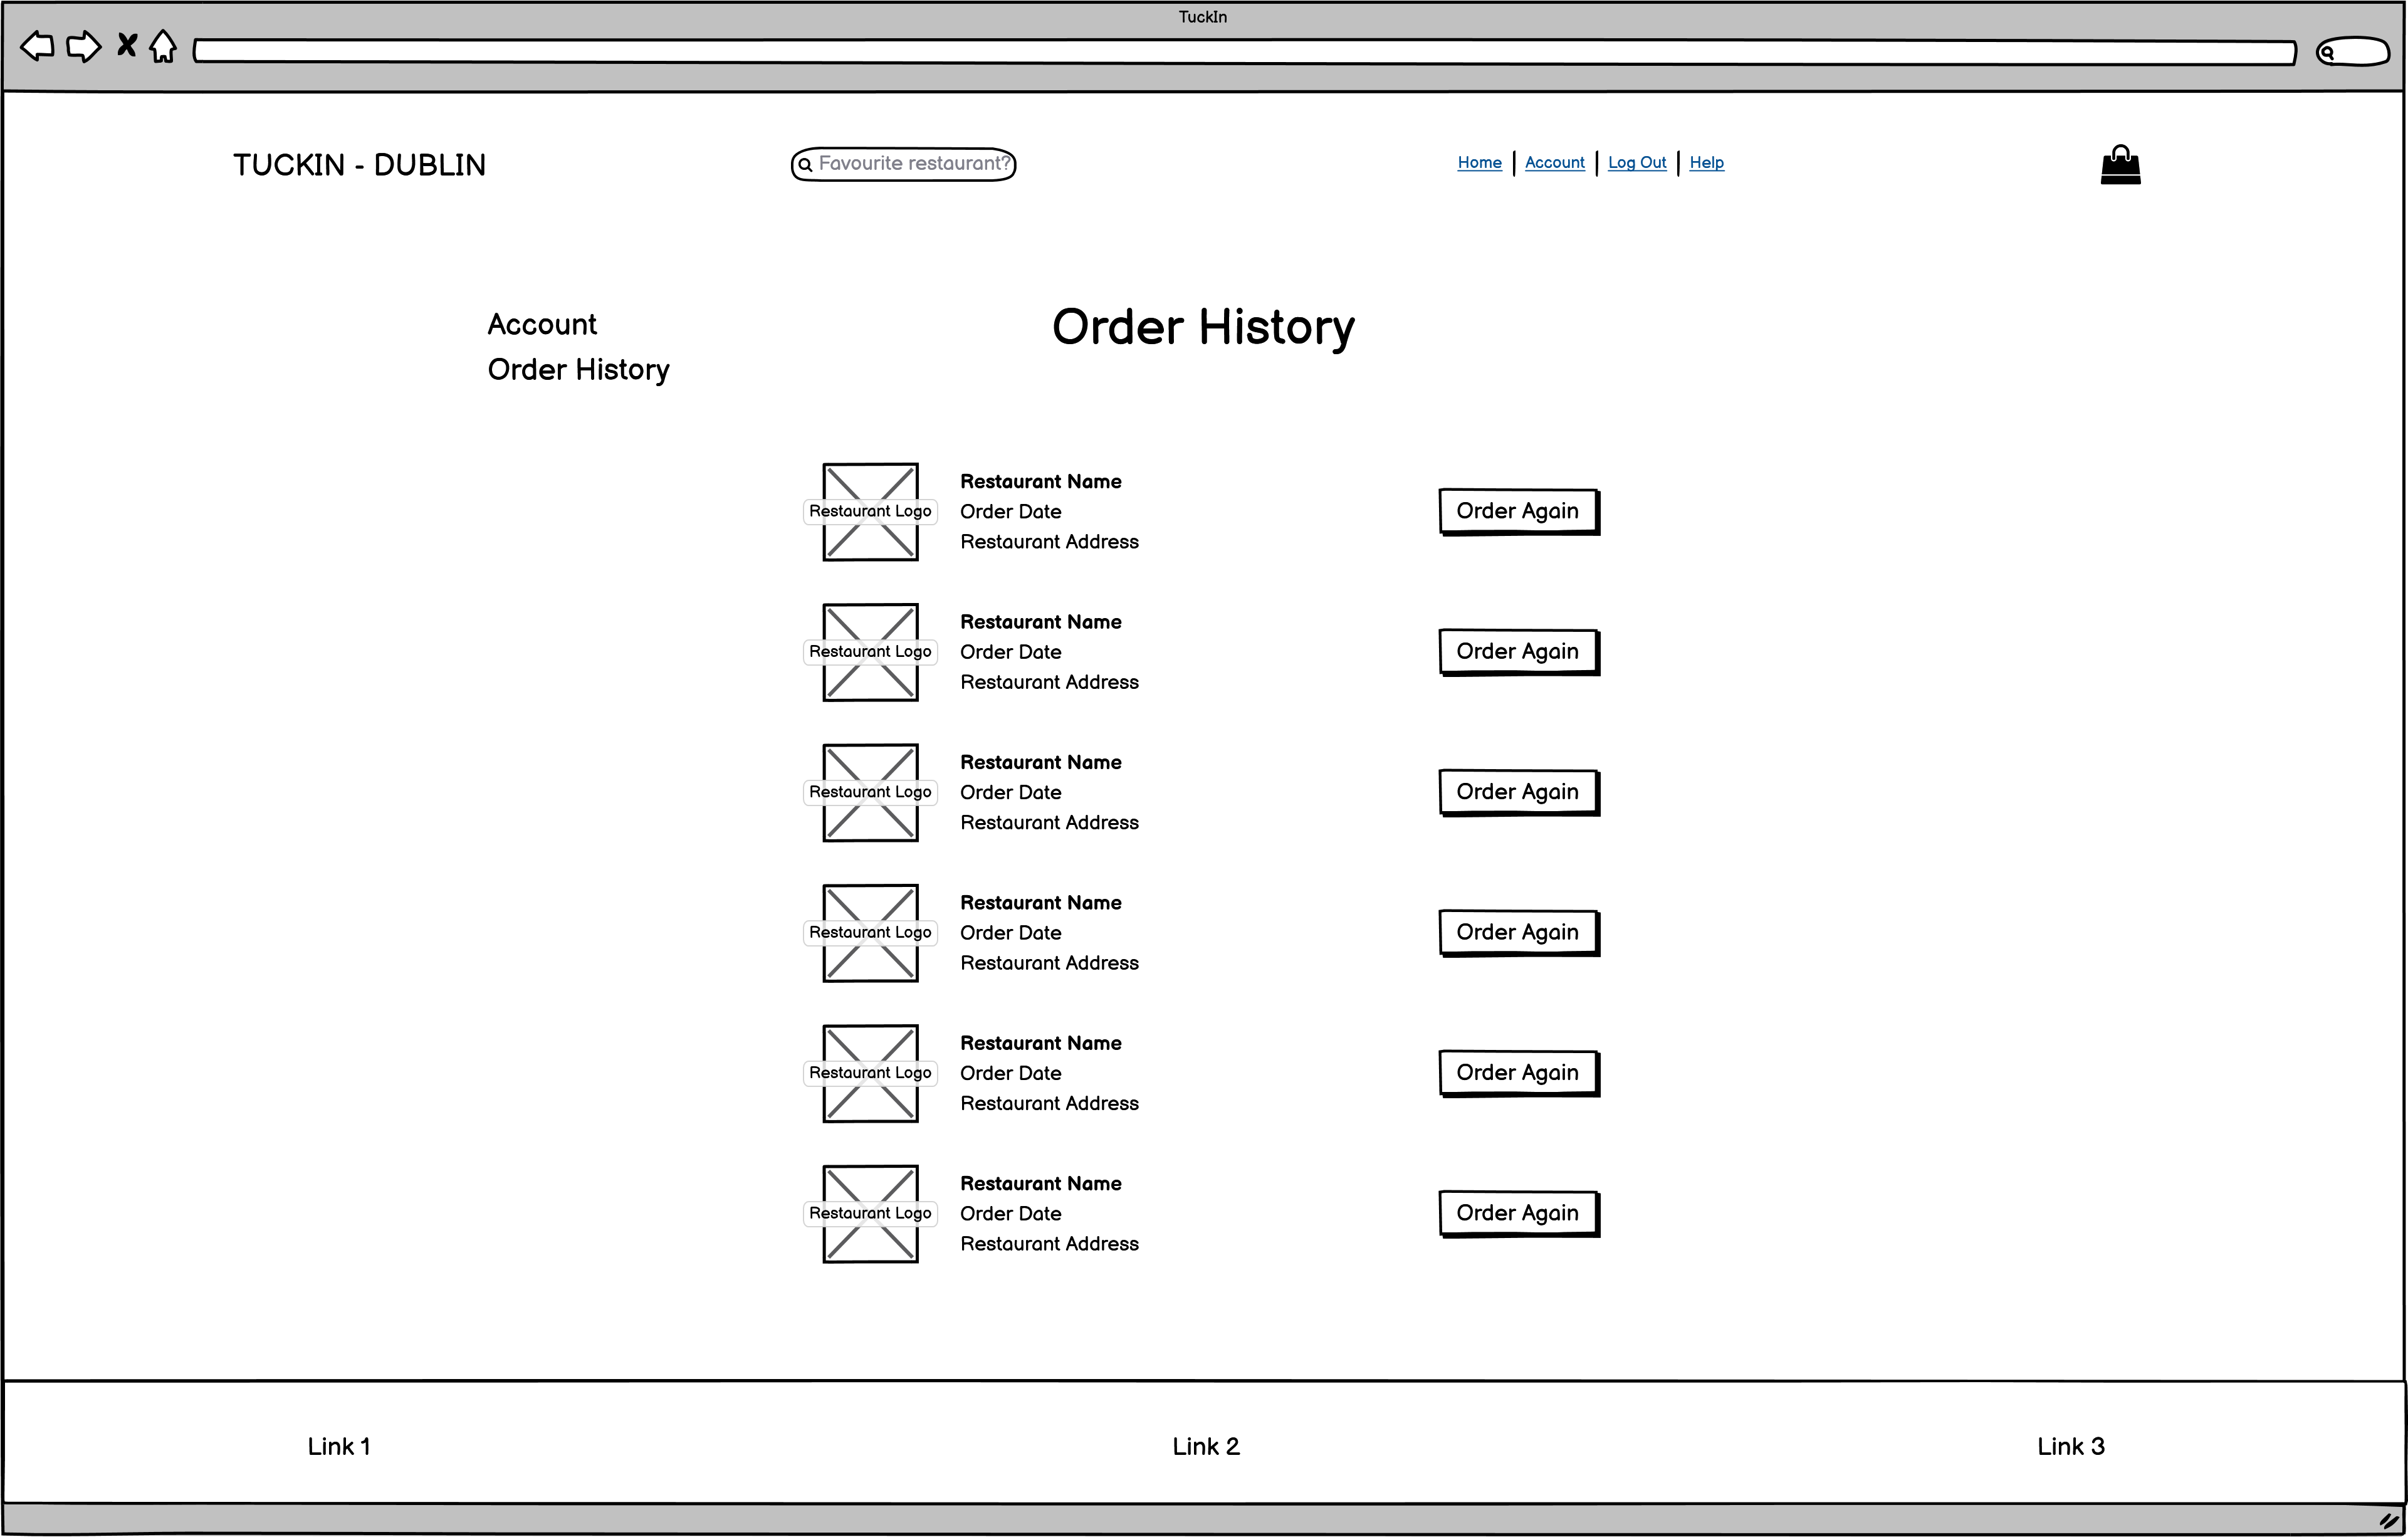 TuckIn
TUCKIN - DUBLIN
Favourite restaurant?
Home | Account | Log Out | Help
Account
Order History
Order History
Restaurant Logo
Restaurant Name
Order Date
Restaurant Address
Order Again
Restaurant Logo
Restaurant Name
Order Date
Restaurant Address
Order Again
Restaurant Logo
Restaurant Name
Order Date
Restaurant Address
Order Again
Restaurant Logo
Restaurant Name
Order Date
Restaurant Address
Order Again
Restaurant Logo
Restaurant Name
Order Date
Restaurant Address
Order Again
Restaurant Logo
Restaurant Name
Order Date
Restaurant Address
Order Again
Link 1
Link 2
Link 3